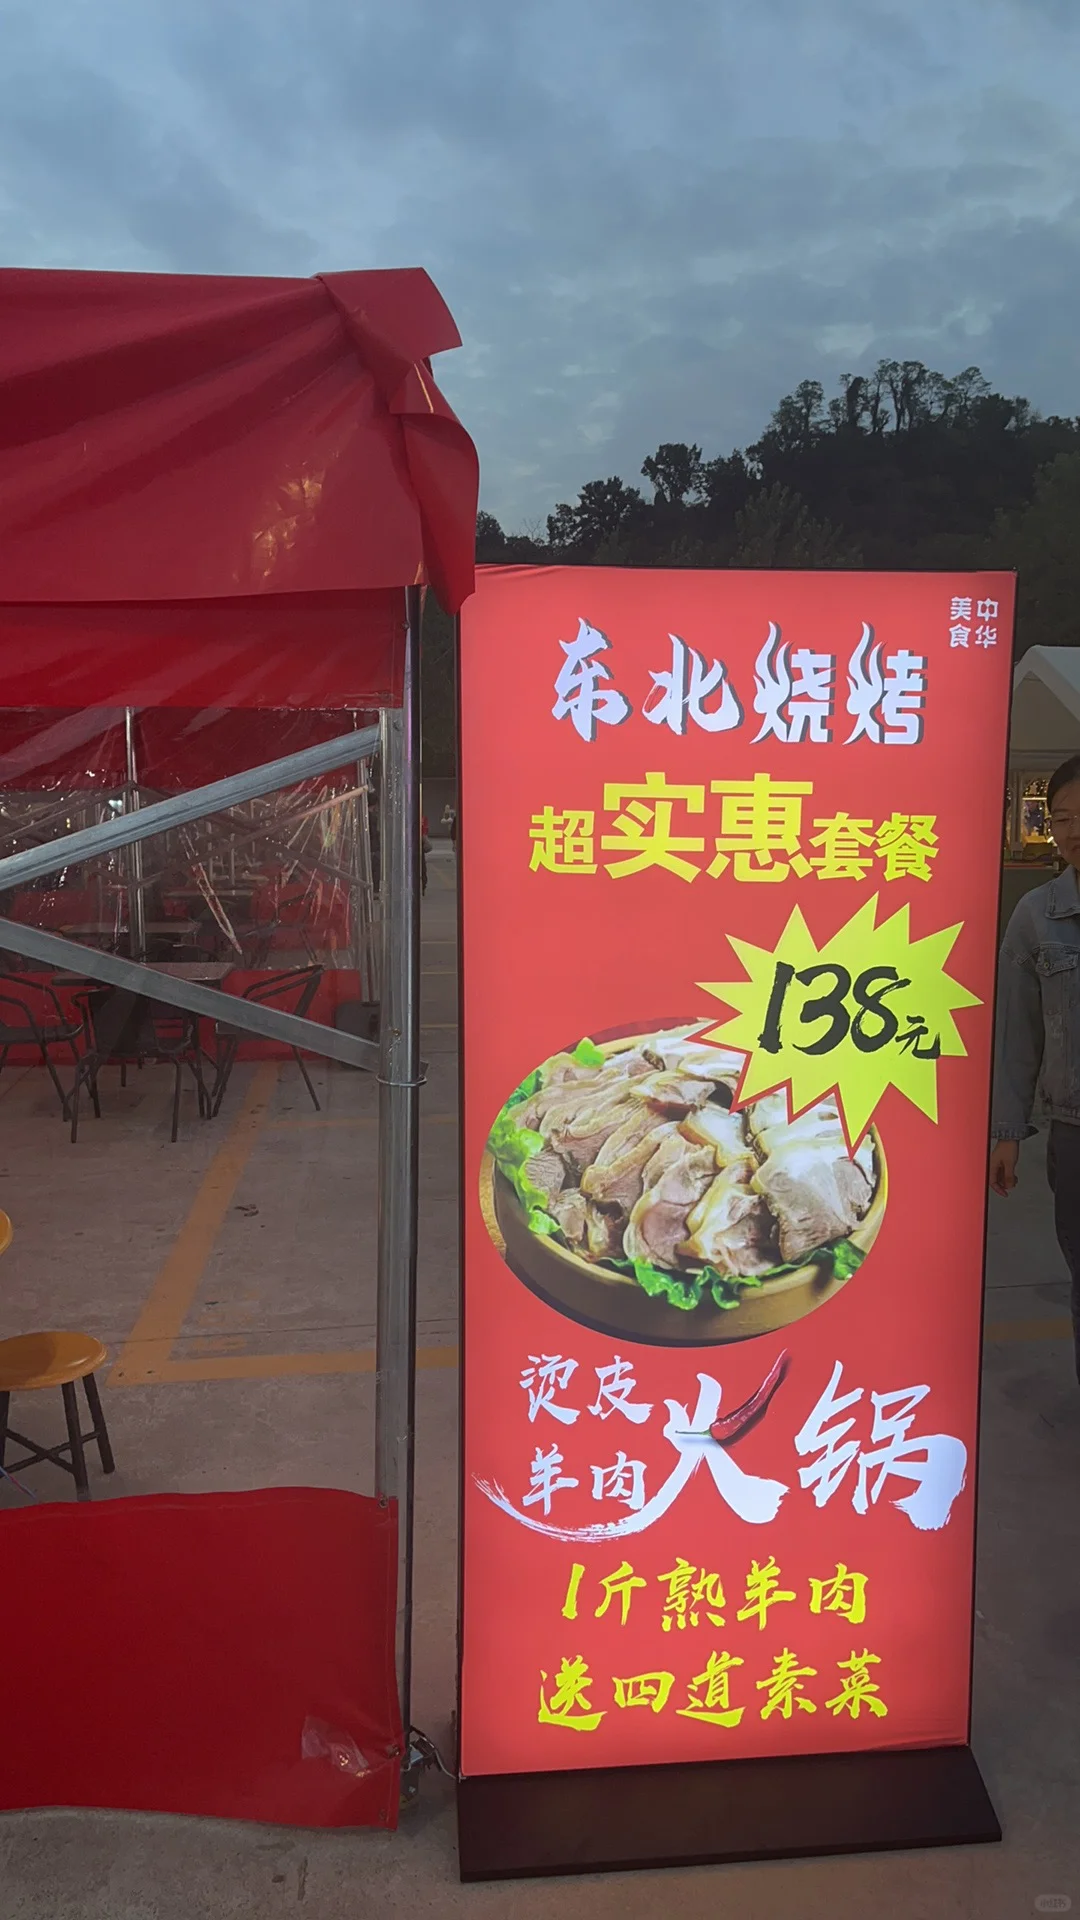 中华
美食
东北烧烤
超实惠套餐
138元
烫皮
羊肉
火锅
1斤熟羊肉
送四道素菜